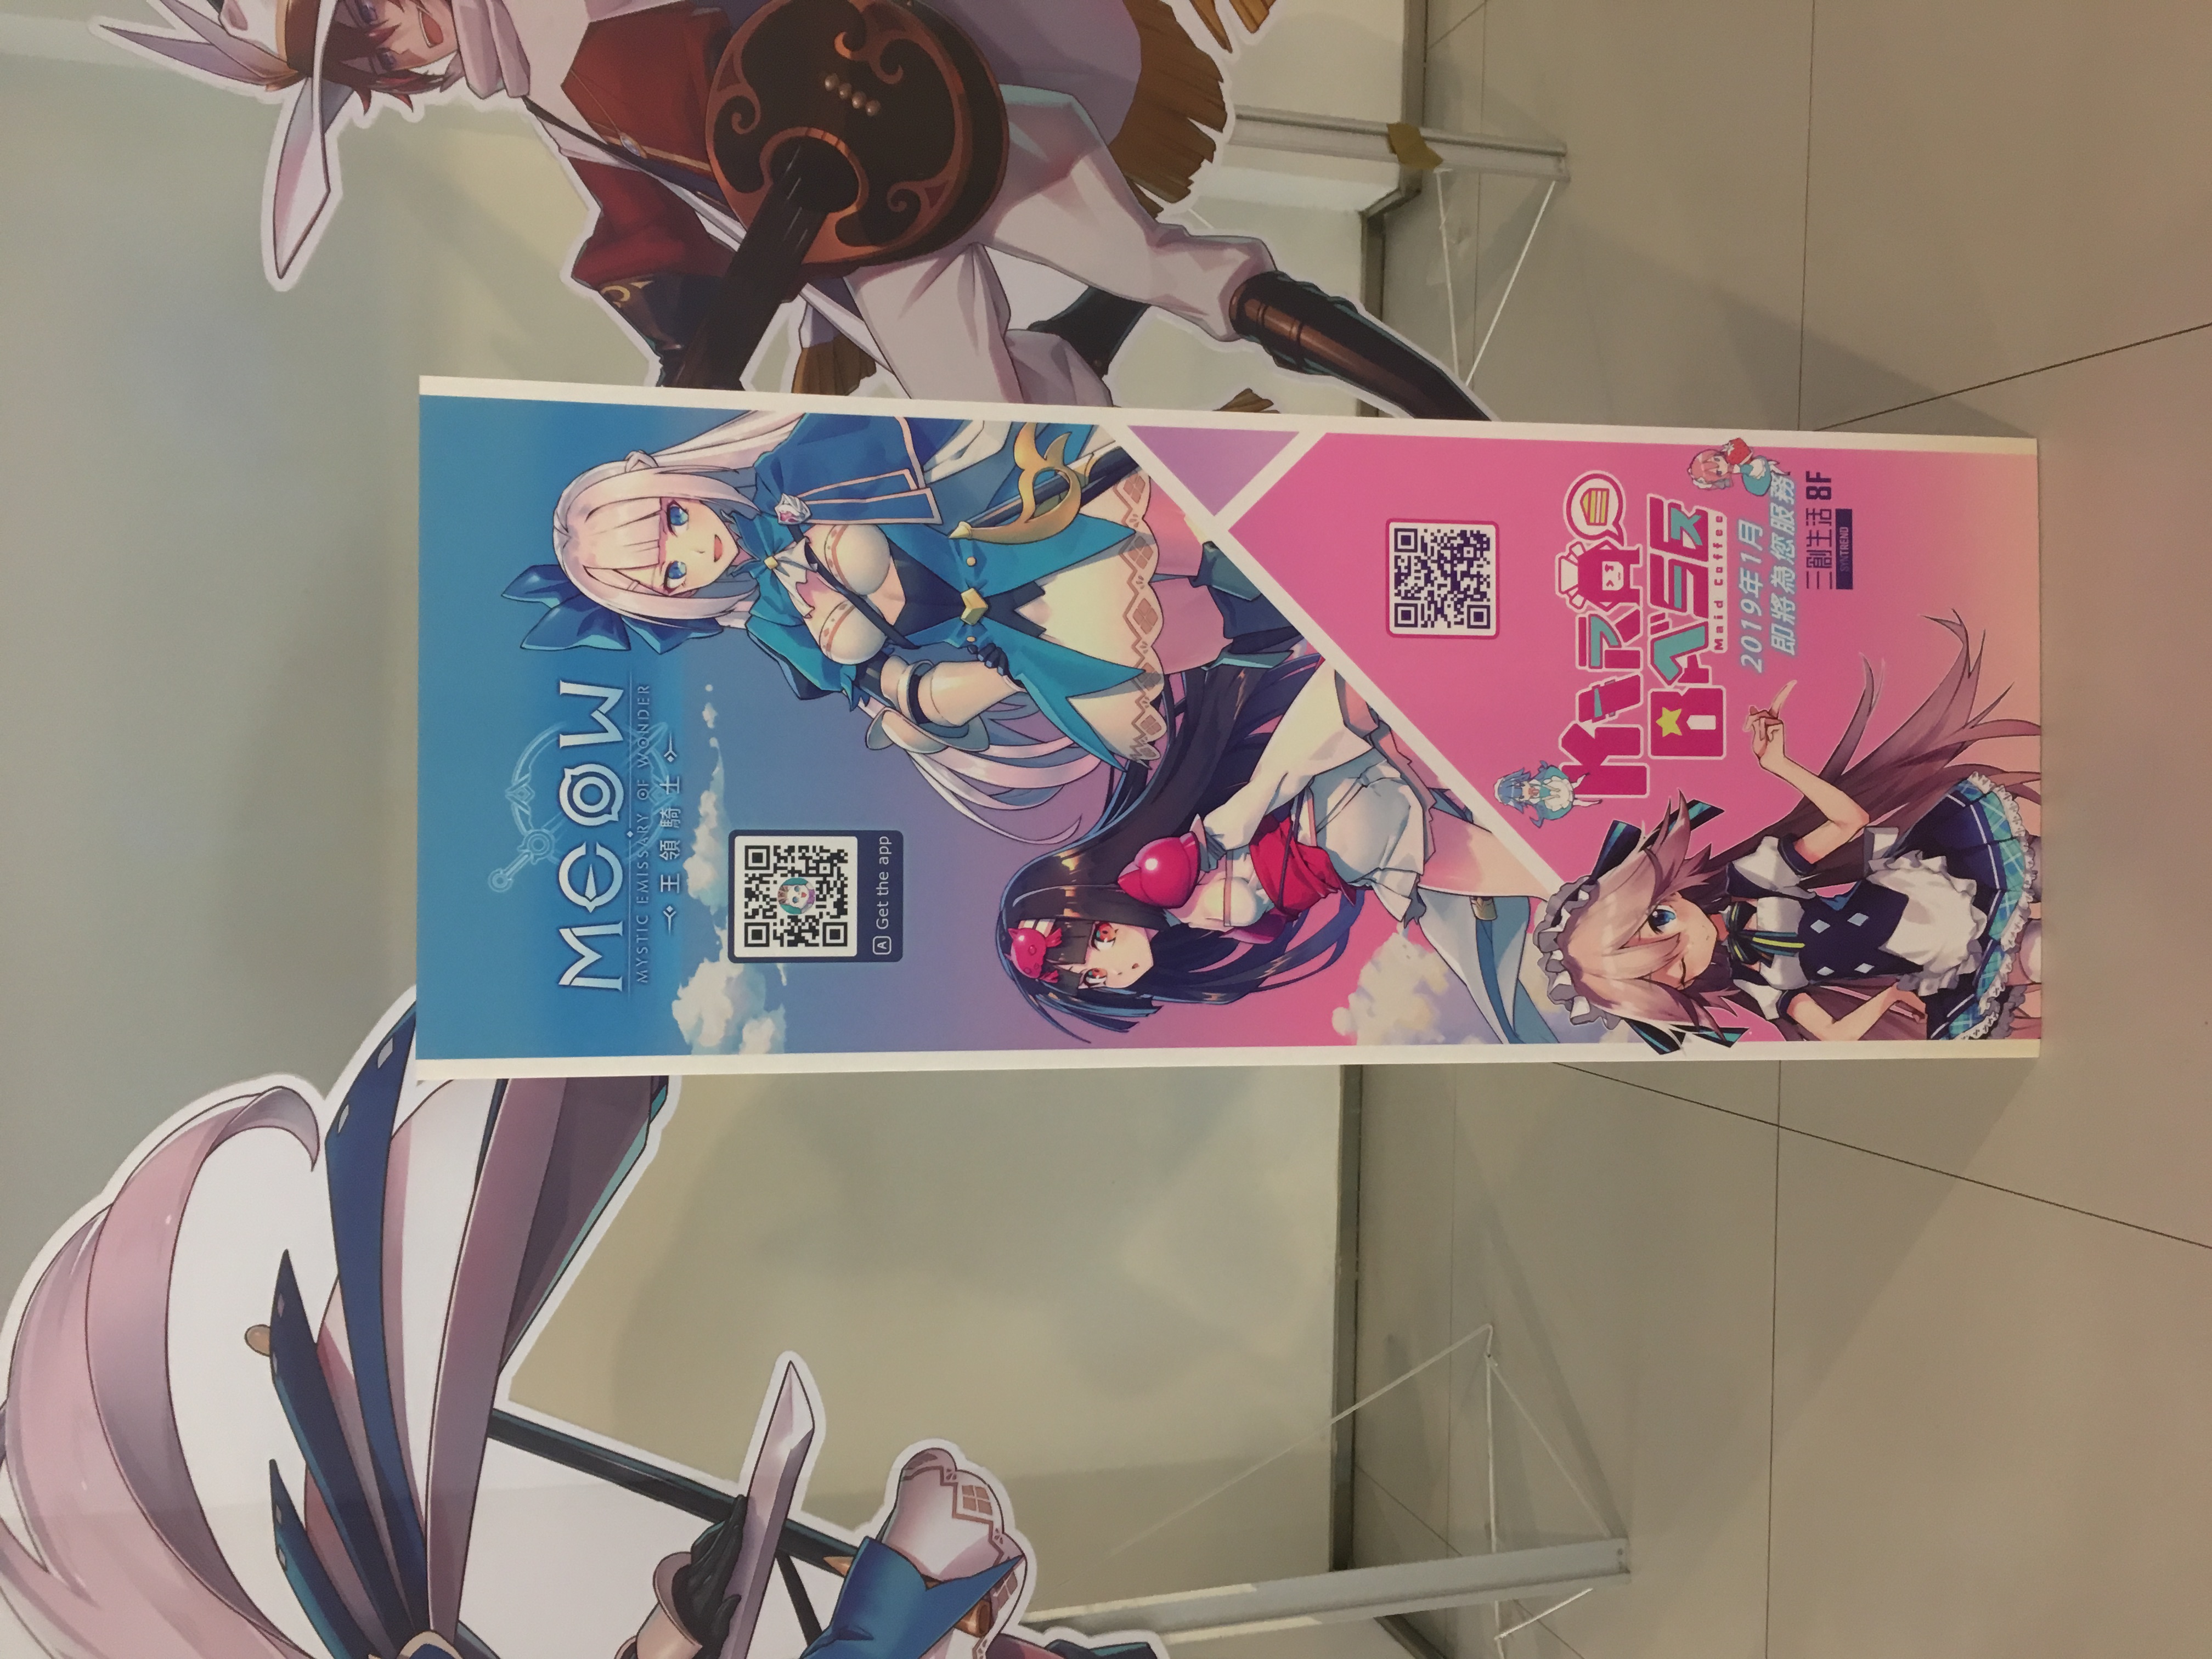 MEOW
MYSTIC EMISSARY OF WONDER
王領騎士
A Get the app
KIRA
BASE
Maid Coffee
2019年1月
即將為您服務
三創生活 8F
SYNTREND